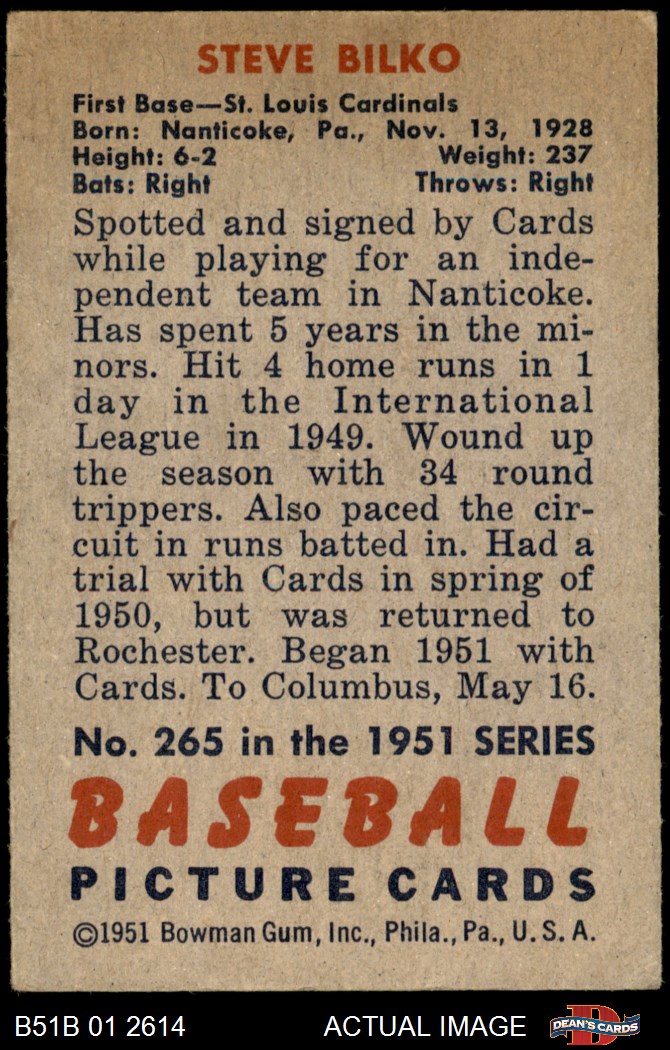 STEVE BILKO
First Base—St. Louis Cardinals
Born: Nanticoke, Pa., Nov. 13, 1928
Height: 6-2 Weight: 237
Bats: Right Throws: Right
Spotted and signed by Cards
while playing for an inde-
pendent team in Nanticoke.
Has spent 5 years in the mi-
nors. Hit 4 home runs in 1
day in the International
League in 1949. Wound up
the season with 34 round
trippers. Also paced the cir-
cuit in runs batted in. Had a
trial with Cards in spring of
1950, but was returned to
Rochester. Began 1951 with
Cards. To Columbus, May 16.
No. 265 in the 1951 SERIES
BASEBALL
PICTURE CARDS
©1951 Bowman Gum, Inc., Phila., Pa., U. S. A.
B51B 01 2614 ACTUAL IMAGE D DEAN'S CARDS